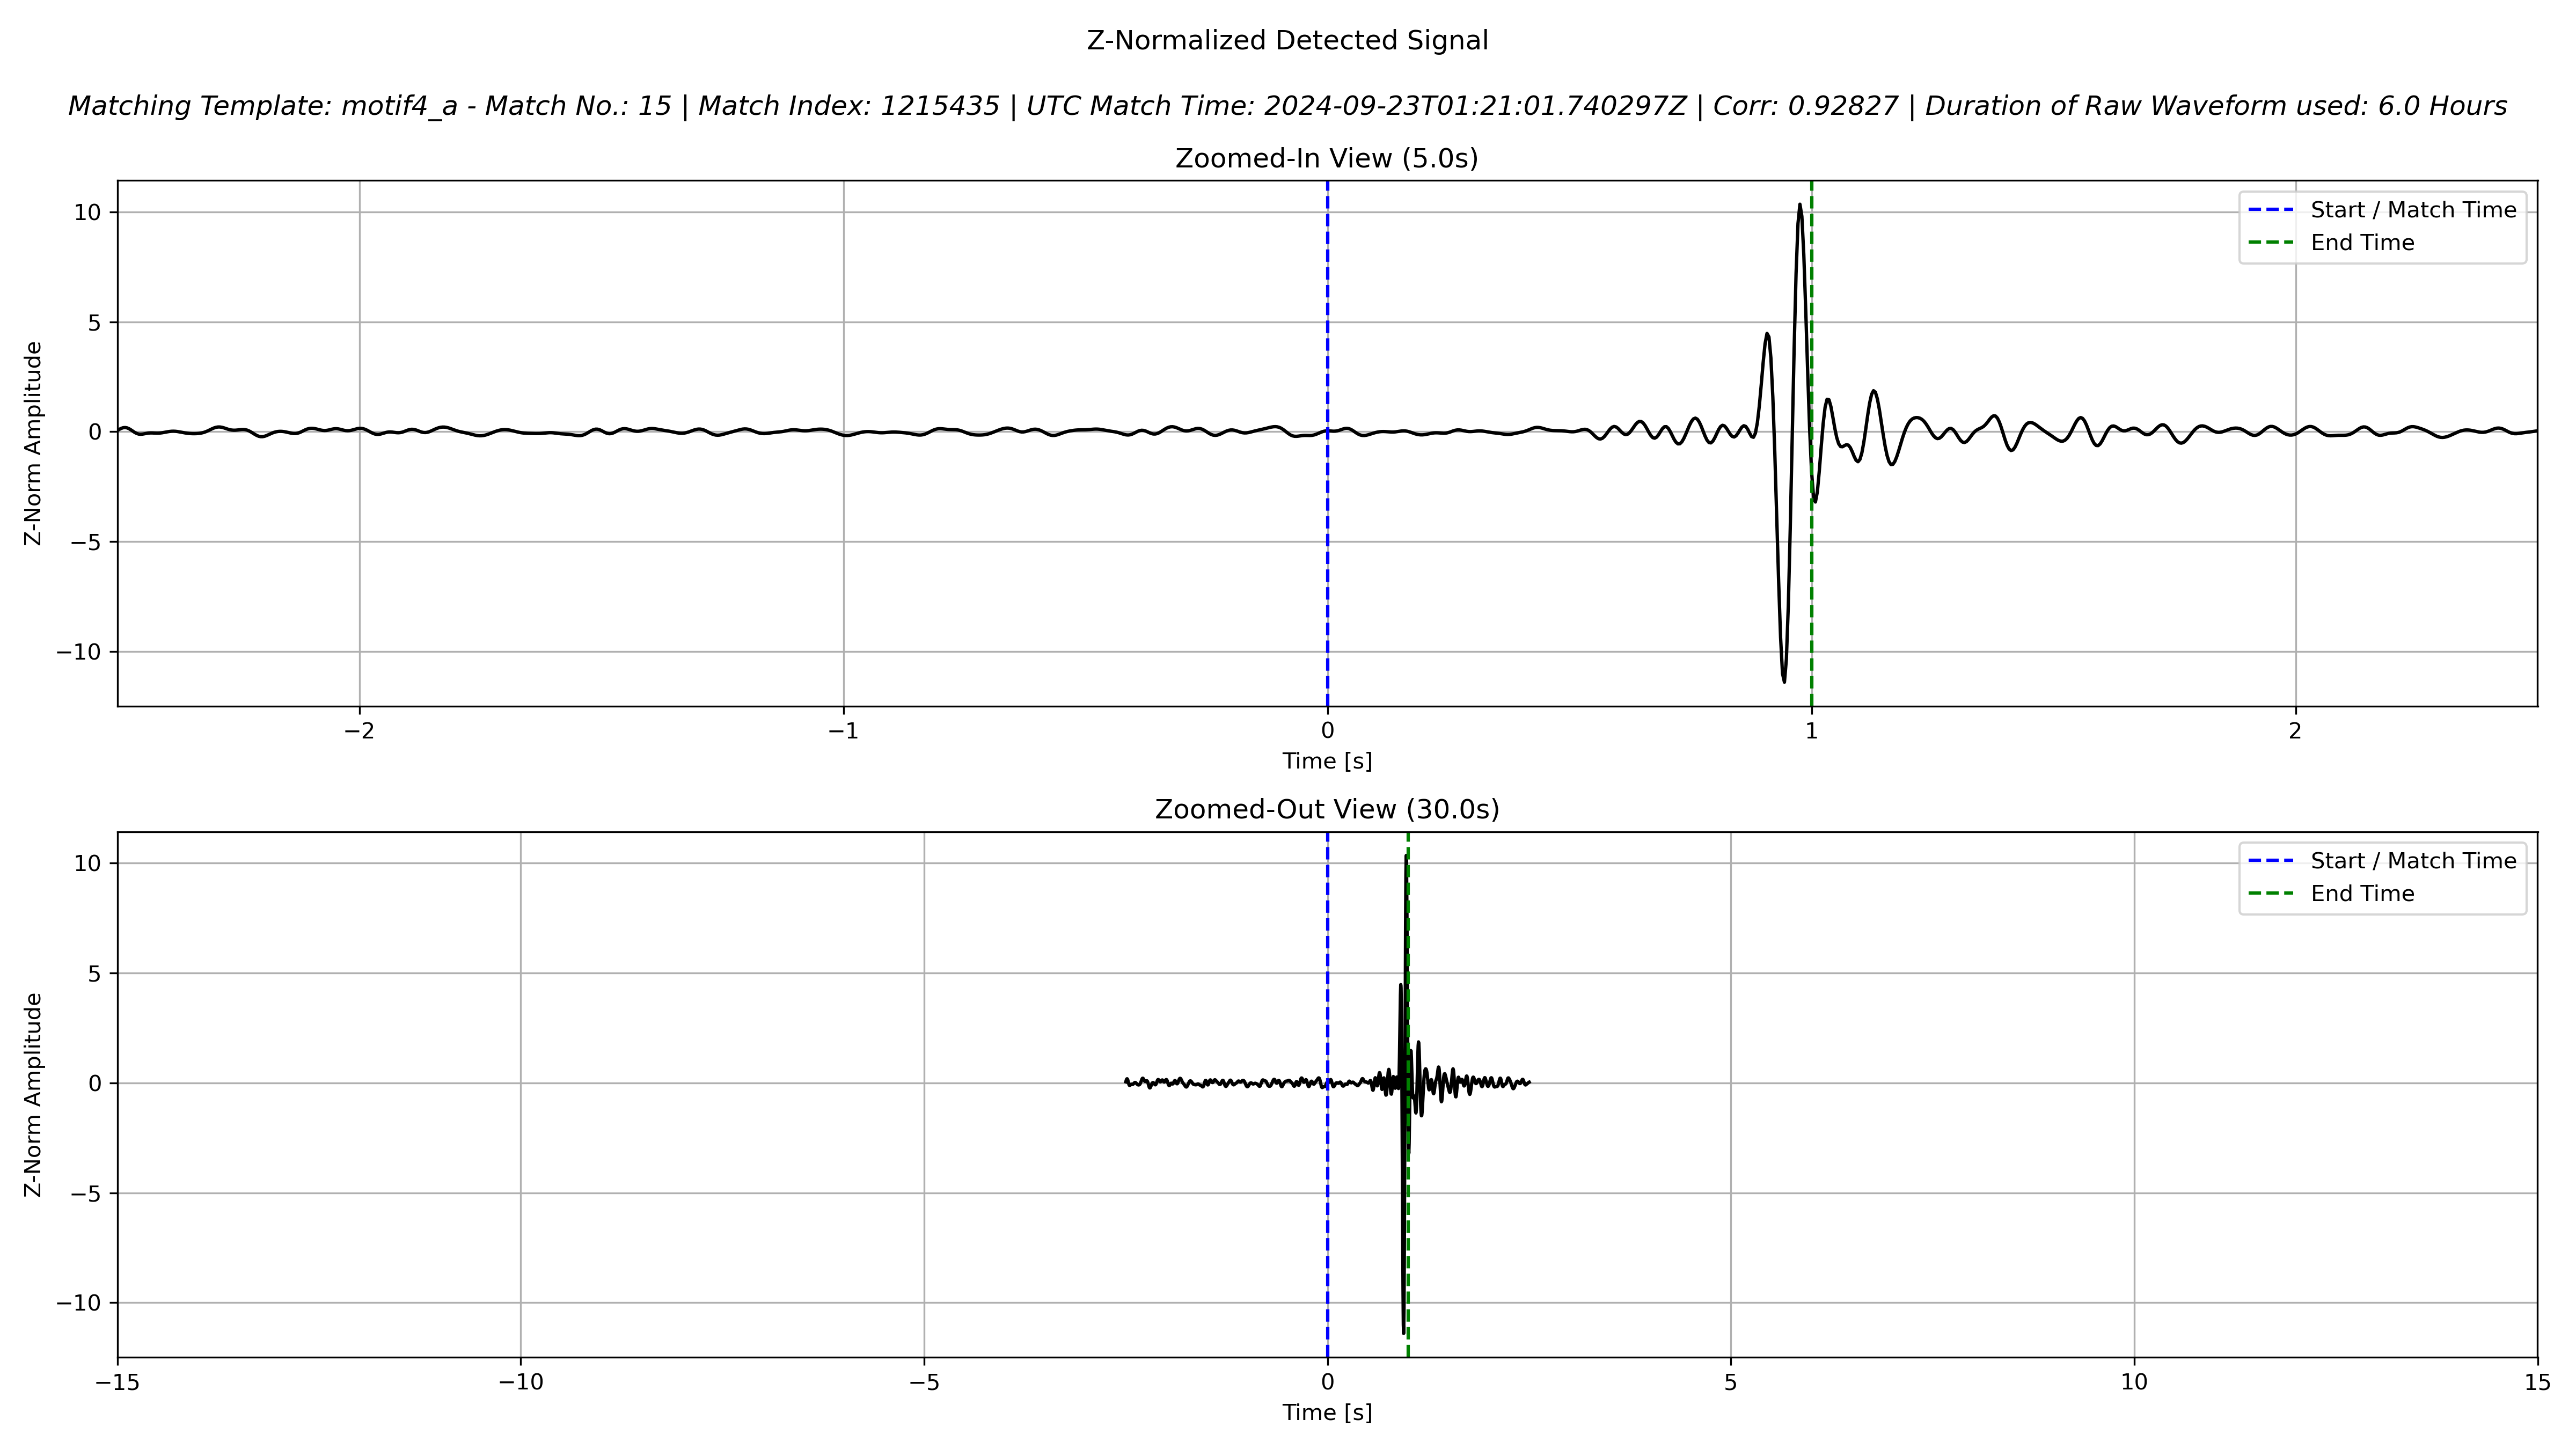 Z-Normalized Detected Signal
Matching Template: motif4_a - Match No.: 15 | Match Index: 1215435 | UTC Match Time: 2024-09-23T01:21:01.740297Z | Corr: 0.92827 | Duration of Raw Waveform used: 6.0 Hours
Zoomed-In View (5.0s)
Z-Norm Amplitude
10
5
0
−5
−10
Start / Match Time
End Time
−2
−1
0
1
2
Time [s]
Zoomed-Out View (30.0s)
Z-Norm Amplitude
10
5
0
−5
−10
Start / Match Time
End Time
−15
−10
−5
0
5
10
15
Time [s]